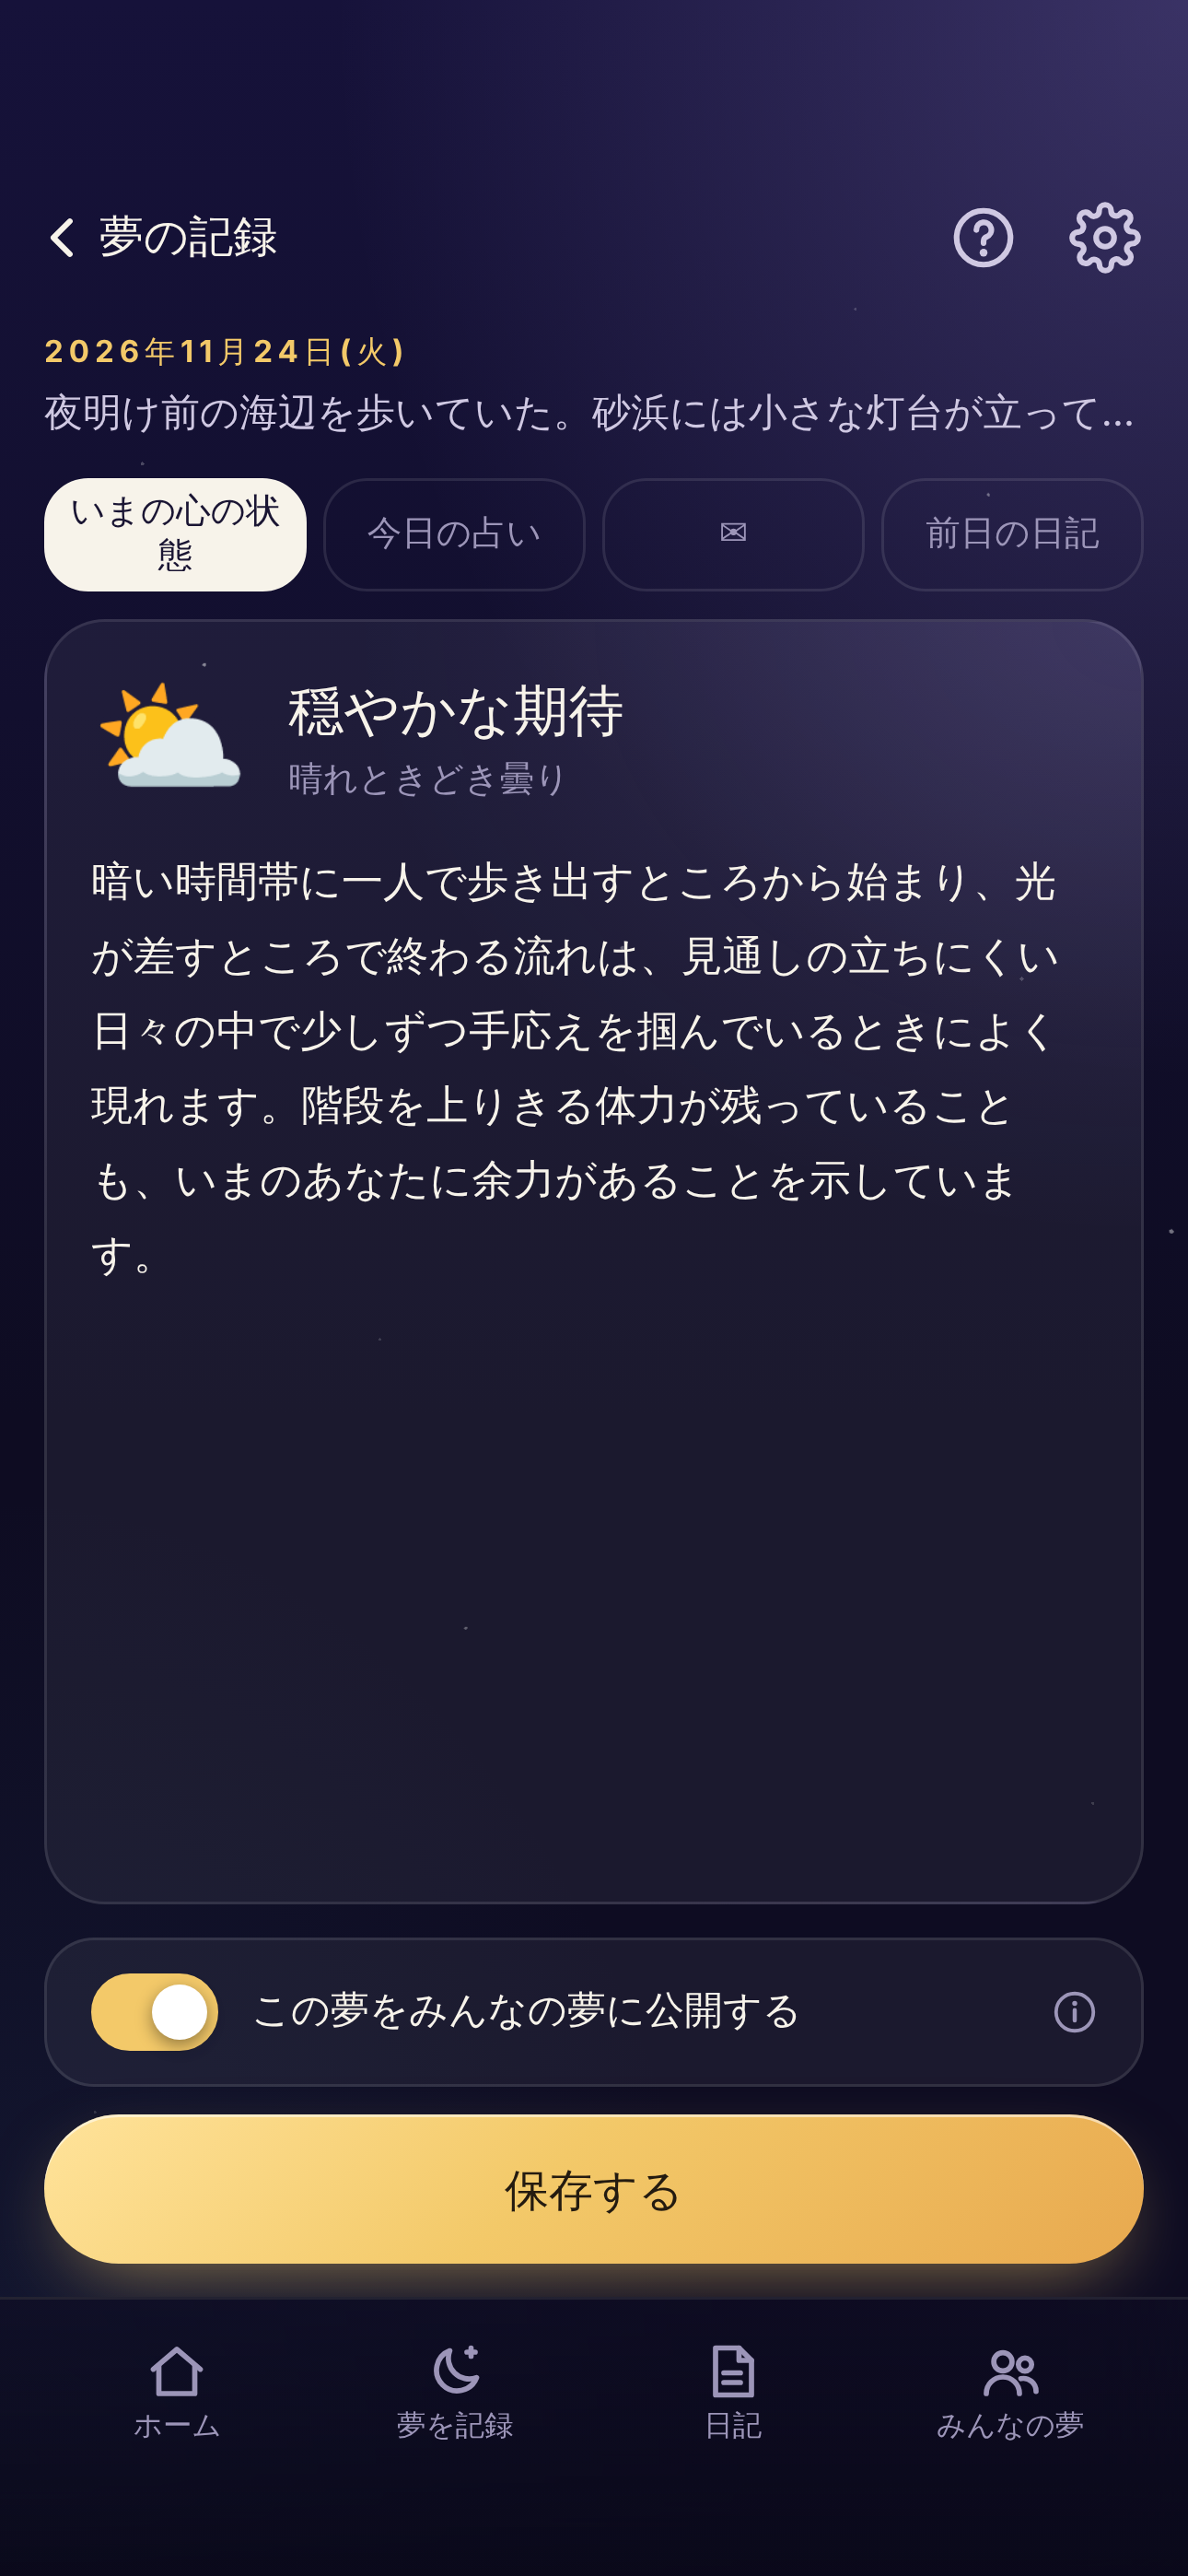 夢の記録
2026年11月24日(火)
夜明け前の海辺を歩いていた。砂浜には小さな灯台が立って...
いまの心の状
態
今日の占い
✉
前日の日記
穏やかな期待
晴れときどき曇り
暗い時間帯に一人で歩き出すところから始まり、光
が差すところで終わる流れは、見通しの立ちにくい
日々の中で少しずつ手応えを掴んでいるときによく
現れます。階段を上りきる体力が残っていること
も、いまのあなたに余力があることを示していま
す。
この夢をみんなの夢に公開する
保存する
ホーム
夢を記録
日記
みんなの夢